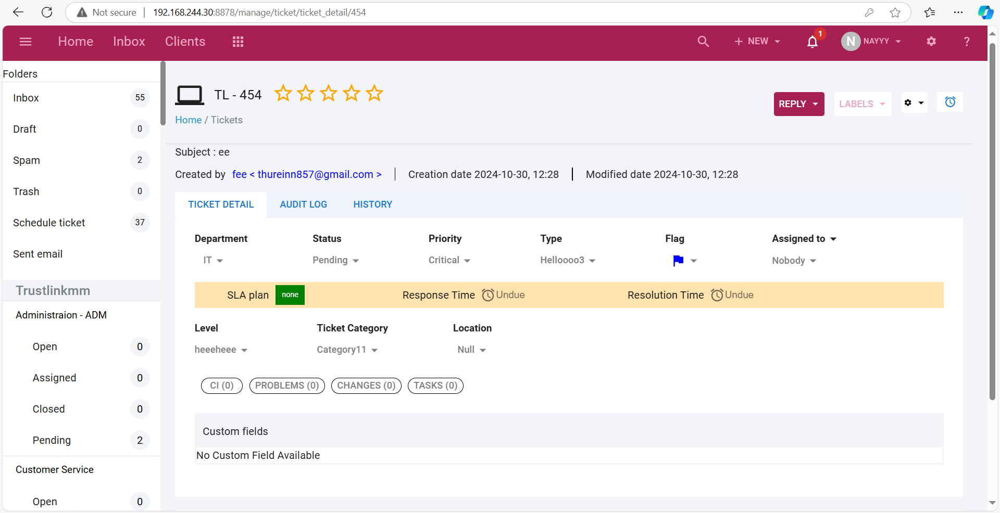 Not secure 192.168.244.30:8878/manage/ticket/ticket_detail/454
Home Inbox Clients + NEW 1 N NAYYY ?
Folders
Inbox 55
Draft 0
Spam 2
Trash 0
Schedule ticket 37
Sent email
Trustlinkmm
Administraion - ADM
Open 0
Assigned 0
Closed 0
Pending 2
Customer Service
Open 0
TL - 454
REPLY LABELS
Home / Tickets
Subject : ee
Created by fee < thureinn857@gmail.com > Creation date 2024-10-30, 12:28 Modified date 2024-10-30, 12:28
TICKET DETAIL AUDIT LOG HISTORY
Department Status Priority Type Flag Assigned to
IT Pending Critical Helloooo3 Nobody
SLA plan none Response Time Undue Resolution Time Undue
Level Ticket Category Location
heeeheee Category11 Null
CI (0) PROBLEMS (0) CHANGES (0) TASKS (0)
Custom fields
No Custom Field Available